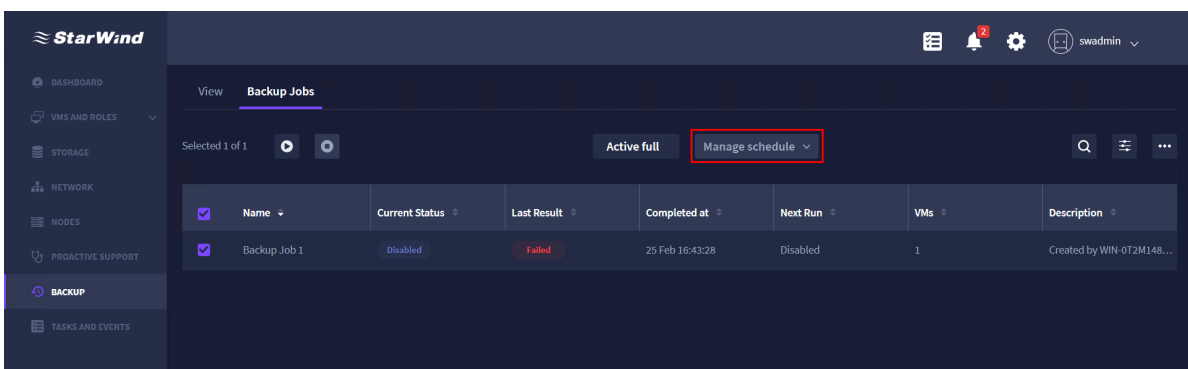 StarWind
2
swadmin
DASHBOARD
VMS AND ROLES
STORAGE
NETWORK
NODES
PROACTIVE SUPPORT
BACKUP
TASKS AND EVENTS
View Backup Jobs
Selected 1 of 1 Active full Manage schedule
Name Current Status Last Result Completed at Next Run VMs Description
Backup Job 1 Disabled Failed 25 Feb 16:43:28 Disabled 1 Created by WIN-0T2M148...